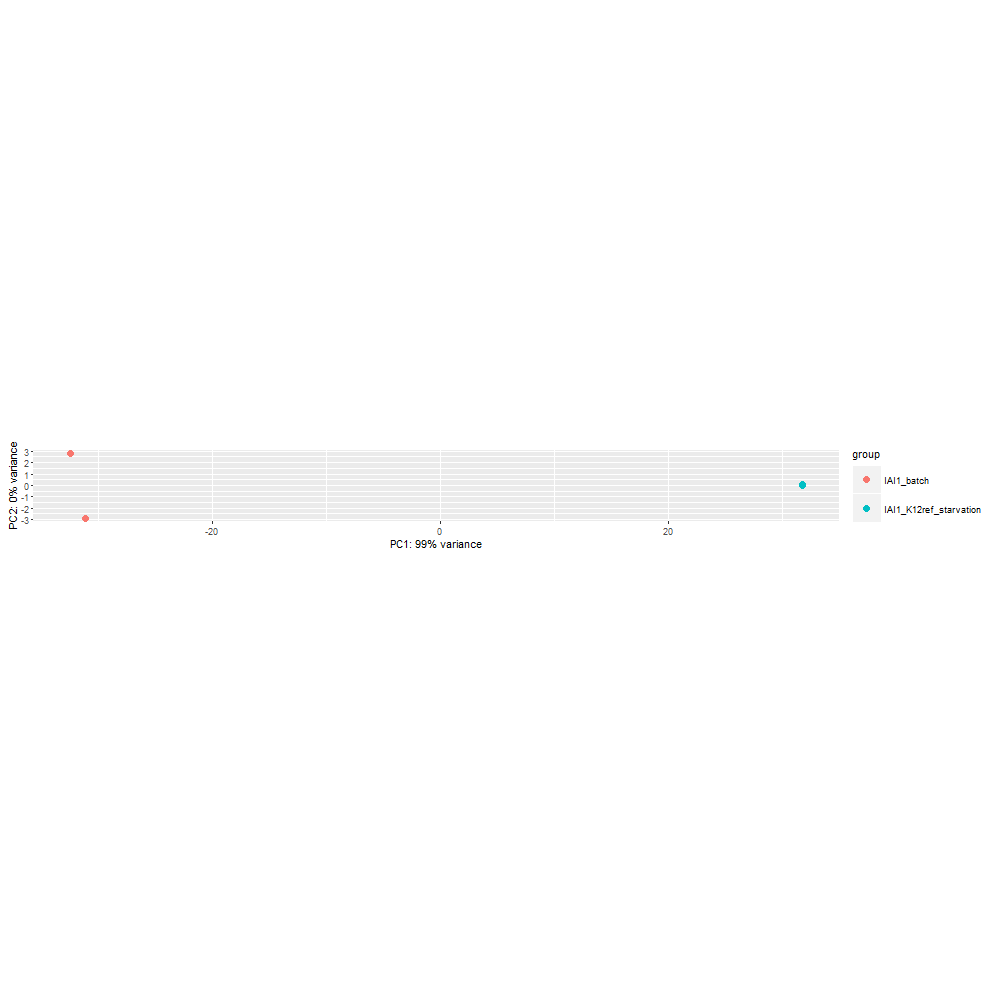 PC2: 0% variance
3
2
1
0
-1
-2
-3
-20
0
20
PC1: 99% variance
group
IAI1_batch
IAI1_K12ref_starvation